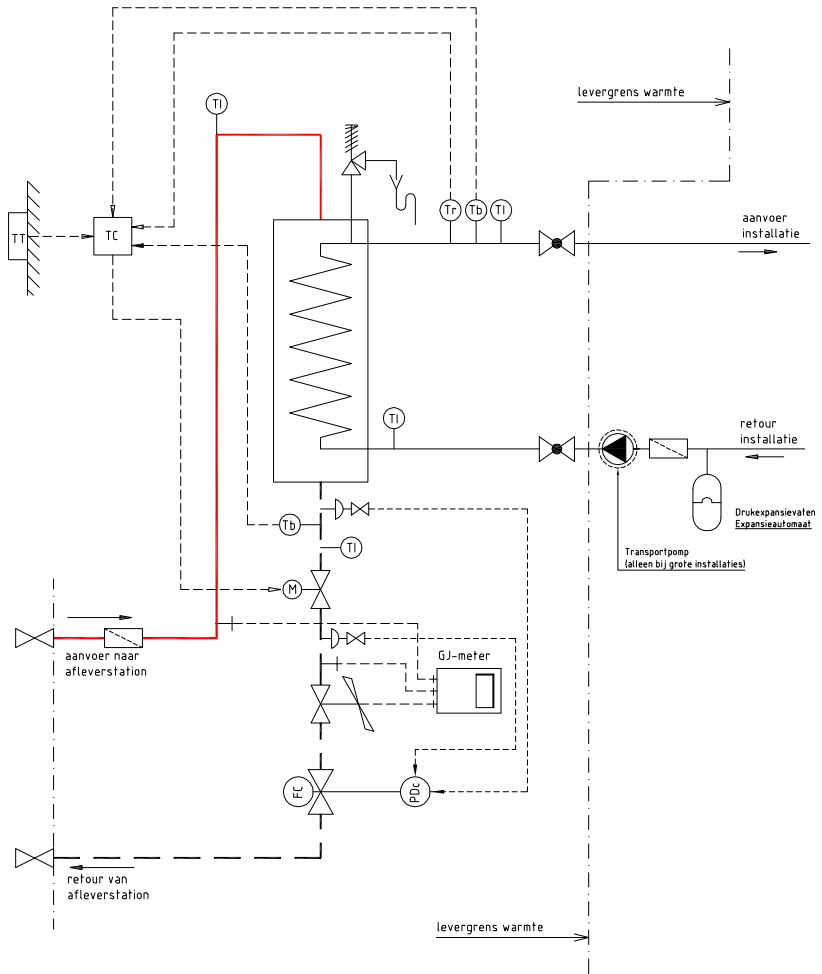 TI
levergrens warmte
Tr
Tb
TI
TT
TC
aanvoer
installatie
TI
retour
installatie
Drukexpansievaten
Expansieautomaat
Tb
TI
Transportpomp
(alleen bij grote installaties)
M
GJ-meter
aanvoer naar
afleverstation
FC
PDc
retour van
afleverstation
levergrens warmte